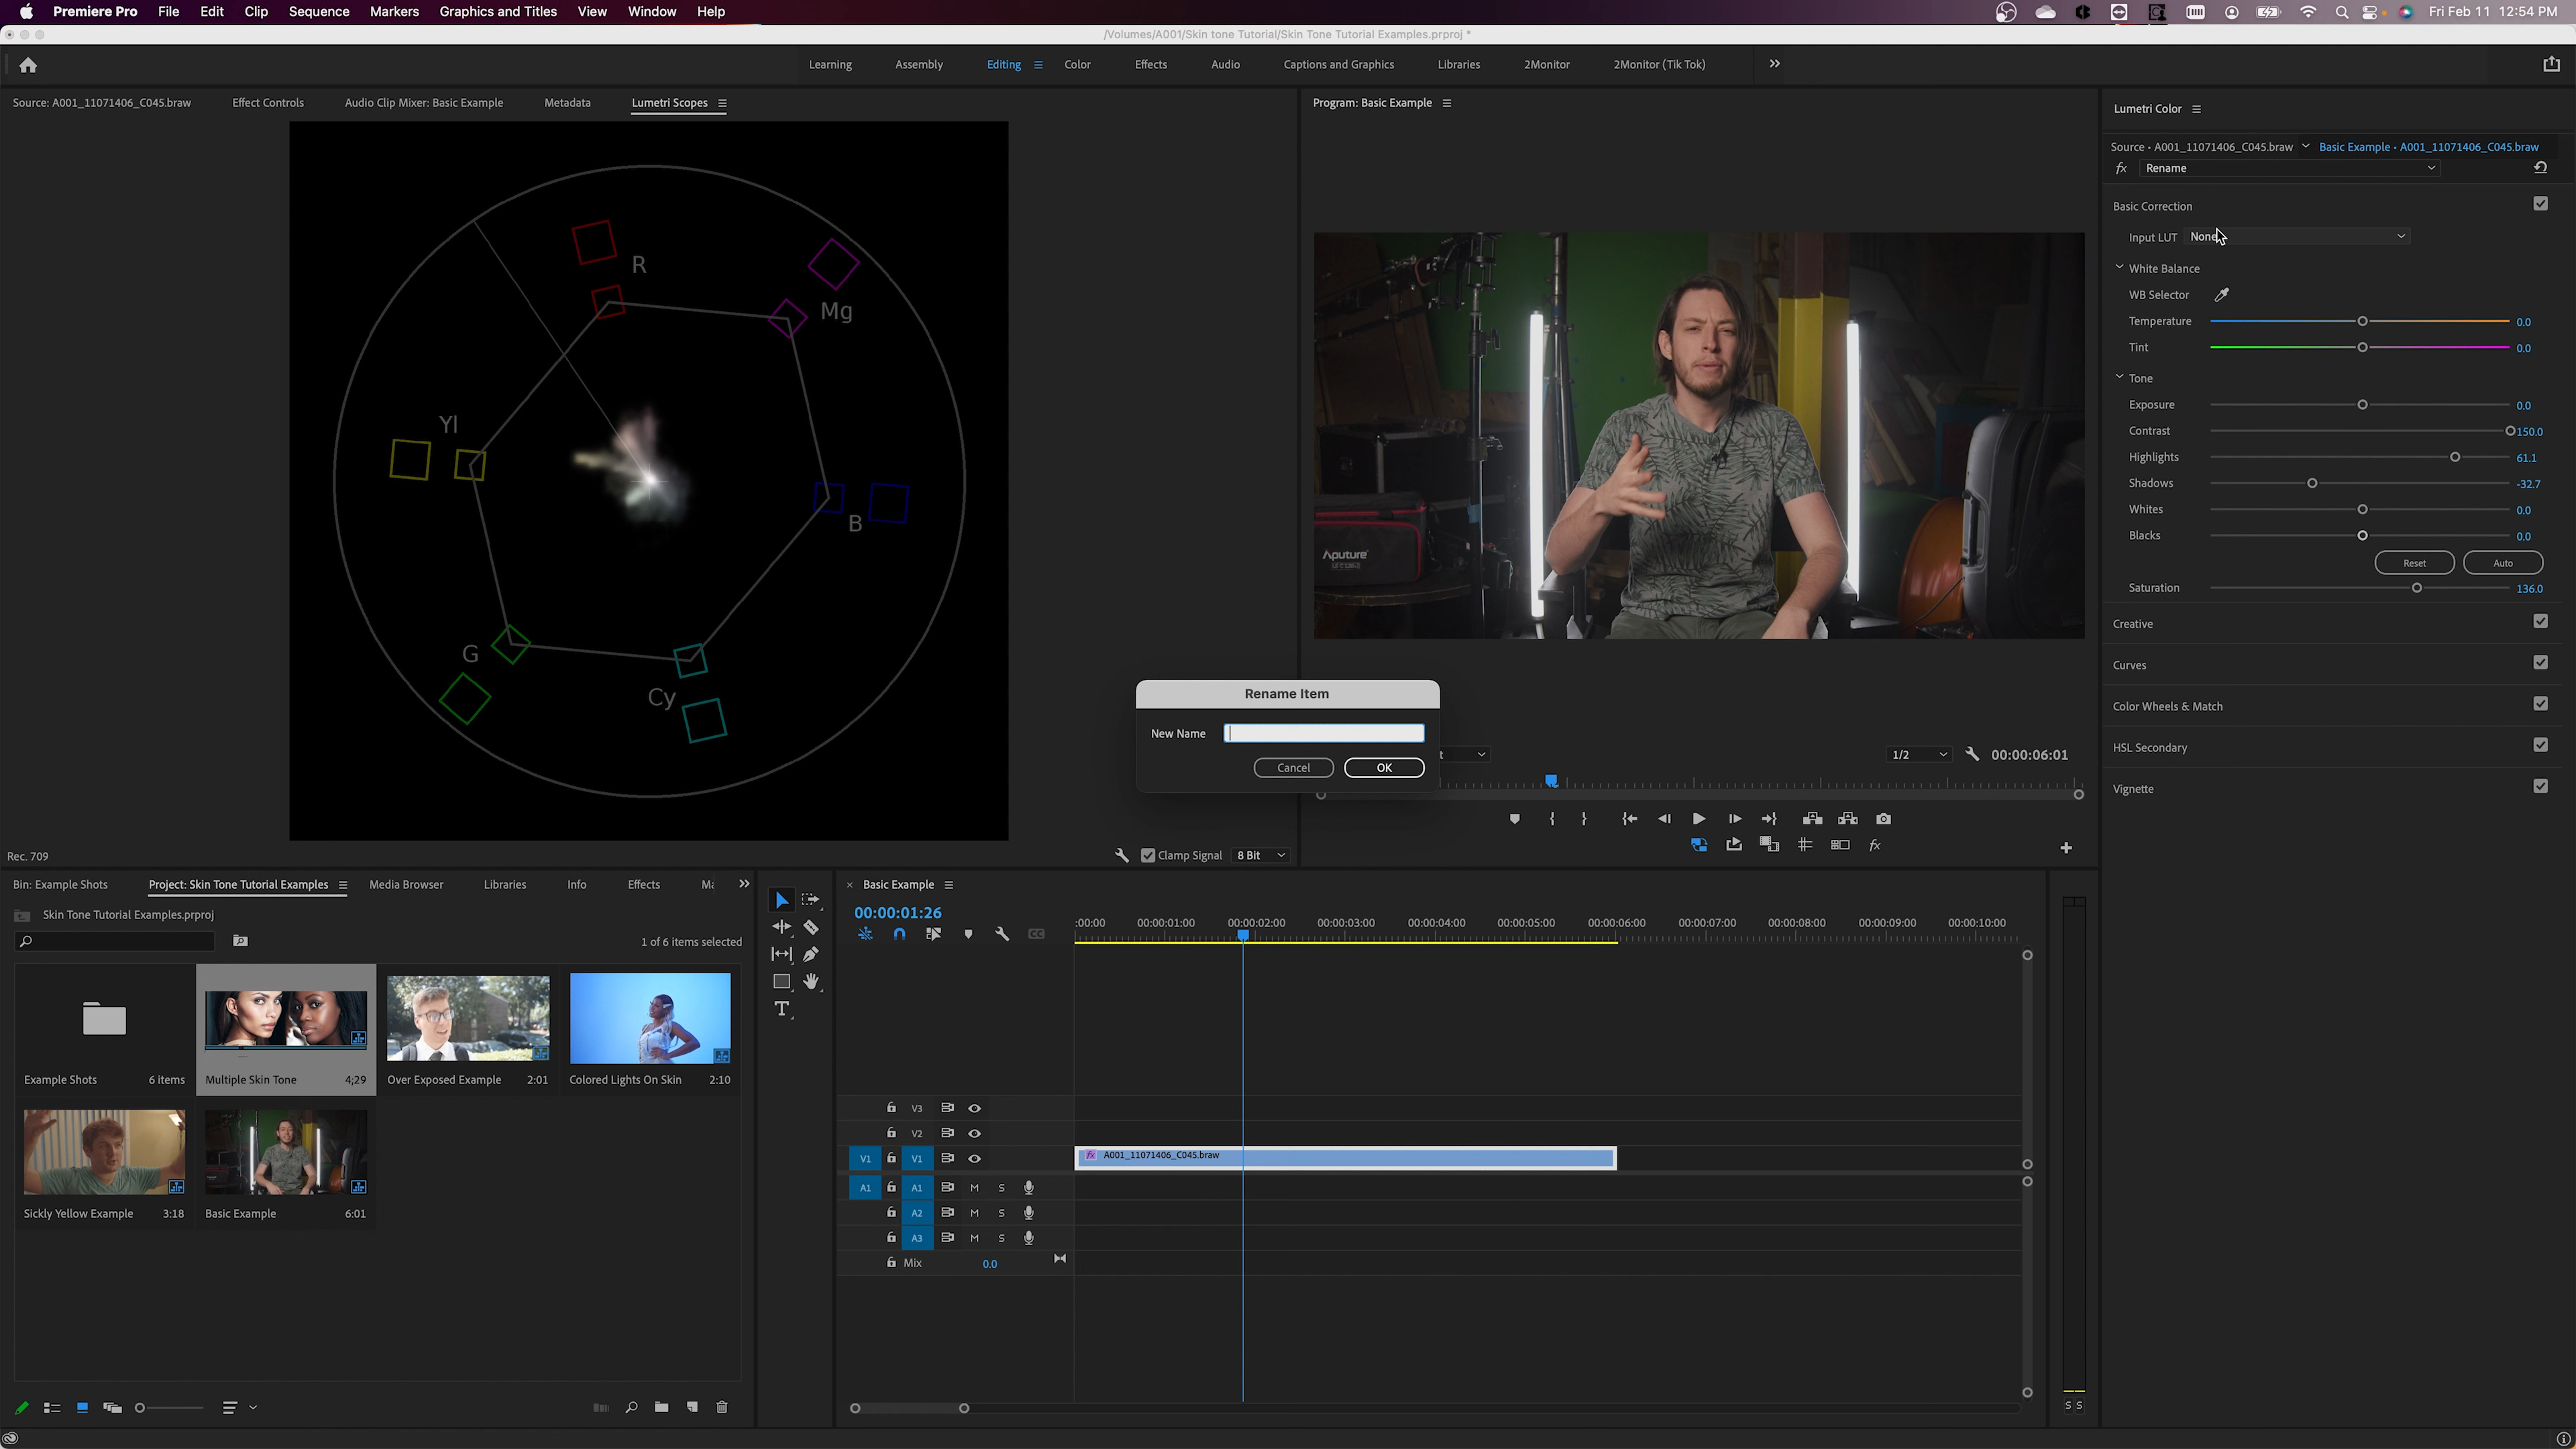 Premiere Pro File Edit Clip Sequence Markers Graphics and Titles View Window Help Fri Feb 11 12:54 PM
/Volumes/A001/Skin tone Tutorial/Skin Tone Tutorial Examples.prproj *
Learning Assembly Editing Color Effects Audio Captions and Graphics Libraries 2Monitor 2Monitor (Tik Tok)
Source: A001_11071406_C045.braw Effect Controls Audio Clip Mixer: Basic Example Metadata Lumetri Scopes
R
Mg
Yl
B
G
Cy
Rec. 709
Clamp Signal 8 Bit
Program: Basic Example
Aputure
1/2 00:00:06:01
Rename Item
New Name
Cancel OK
Lumetri Color
Source • A001_11071406_C045.braw Basic Example • A001_11071406_C045.braw
fx Rename
Basic Correction
Input LUT None
White Balance
WB Selector
Temperature 0.0
Tint 0.0
Tone
Exposure 0.0
Contrast 150.0
Highlights 61.1
Shadows -32.7
Whites 0.0
Blacks 0.0
Reset Auto
Saturation 136.0
Creative
Curves
Color Wheels & Match
HSL Secondary
Vignette
fx
Bin: Example Shots Project: Skin Tone Tutorial Examples Media Browser Libraries Info Effects Ma
Skin Tone Tutorial Examples.prproj
1 of 6 items selected
Example Shots 6 items Multiple Skin Tone 4;29 Over Exposed Example 2:01 Colored Lights On Skin 2:10
Sickly Yellow Example 3:18 Basic Example 6:01
T
Basic Example
00:00:01:26
:00:00 00:00:01:00 00:00:02:00 00:00:03:00 00:00:04:00 00:00:05:00 00:00:06:00 00:00:07:00 00:00:08:00 00:00:09:00 00:00:10:00
CC
V3
V2
V1 V1 fx A001_11071406_C045.braw
A1 A1 M S
A2 M S
A3 M S
Mix 0.0
S S